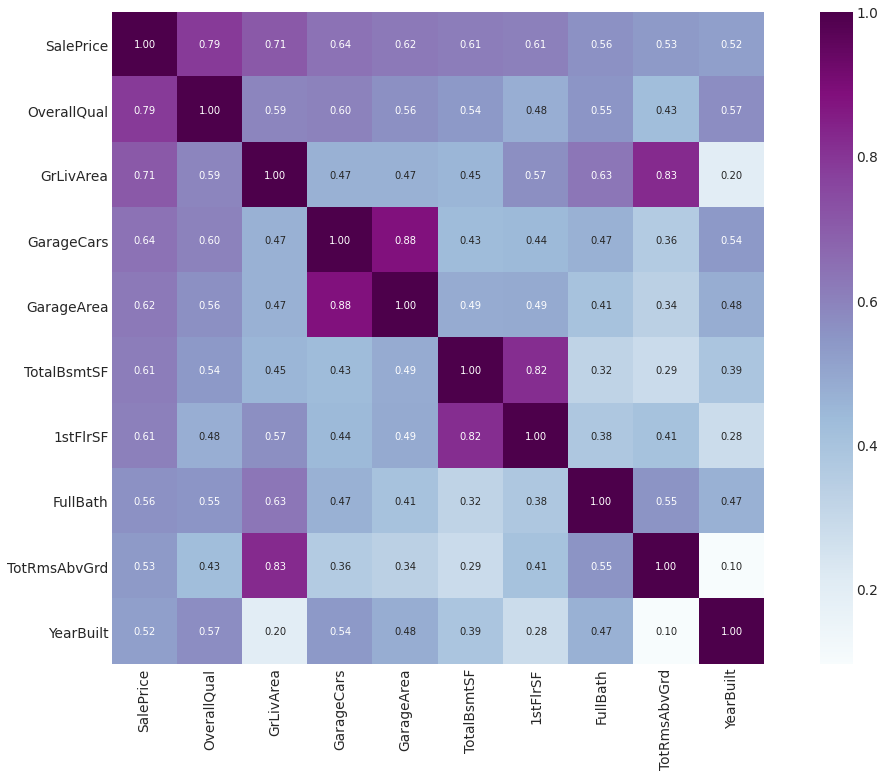 SalePrice 1.00 0.79 0.71 0.64 0.62 0.61 0.61 0.56 0.53 0.52
OverallQual 0.79 1.00 0.59 0.60 0.56 0.54 0.48 0.55 0.43 0.57
GrLivArea 0.71 0.59 1.00 0.47 0.47 0.45 0.57 0.63 0.83 0.20
GarageCars 0.64 0.60 0.47 1.00 0.88 0.43 0.44 0.47 0.36 0.54
GarageArea 0.62 0.56 0.47 0.88 1.00 0.49 0.49 0.41 0.34 0.48
TotalBsmtSF 0.61 0.54 0.45 0.43 0.49 1.00 0.82 0.32 0.29 0.39
1stFlrSF 0.61 0.48 0.57 0.44 0.49 0.82 1.00 0.38 0.41 0.28
FullBath 0.56 0.55 0.63 0.47 0.41 0.32 0.38 1.00 0.55 0.47
TotRmsAbvGrd 0.53 0.43 0.83 0.36 0.34 0.29 0.41 0.55 1.00 0.10
YearBuilt 0.52 0.57 0.20 0.54 0.48 0.39 0.28 0.47 0.10 1.00
SalePrice
OverallQual
GrLivArea
GarageCars
GarageArea
TotalBsmtSF
1stFlrSF
FullBath
TotRmsAbvGrd
YearBuilt
1.0
0.8
0.6
0.4
0.2